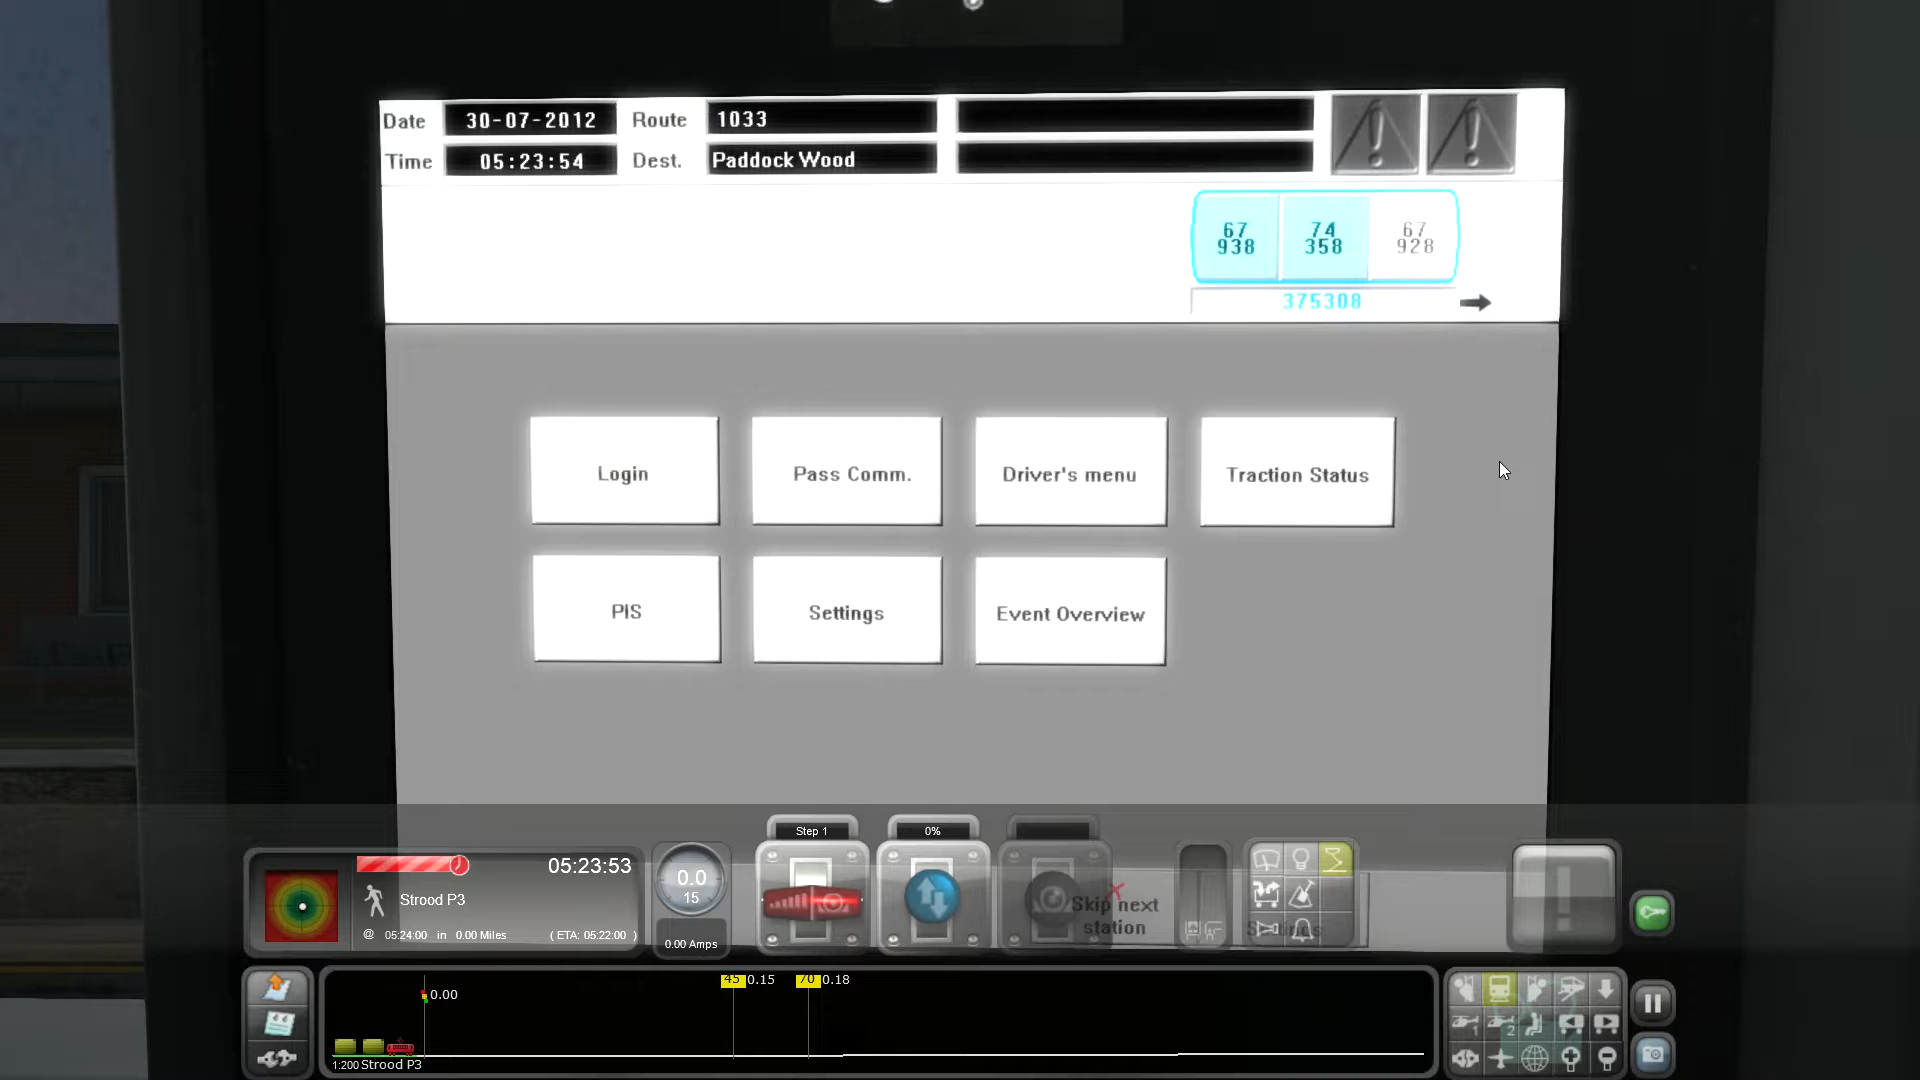 Date 30-07-2012 Route 1033
Time 05:23:54 Dest. Paddock Wood
67 74 67
938 358 928
375308
Login Pass Comm. Driver's menu Traction Status
PIS Settings Event Overview
Step 1 0%
05:23:53
Strood P3
@ 05:24:00 in 0.00 Miles ( ETA: 05:22:00 )
0.0
15
0.00 Amps
Skip next
station
45 0.15 70 0.18
0.00
1:200 Strood P3
1
2